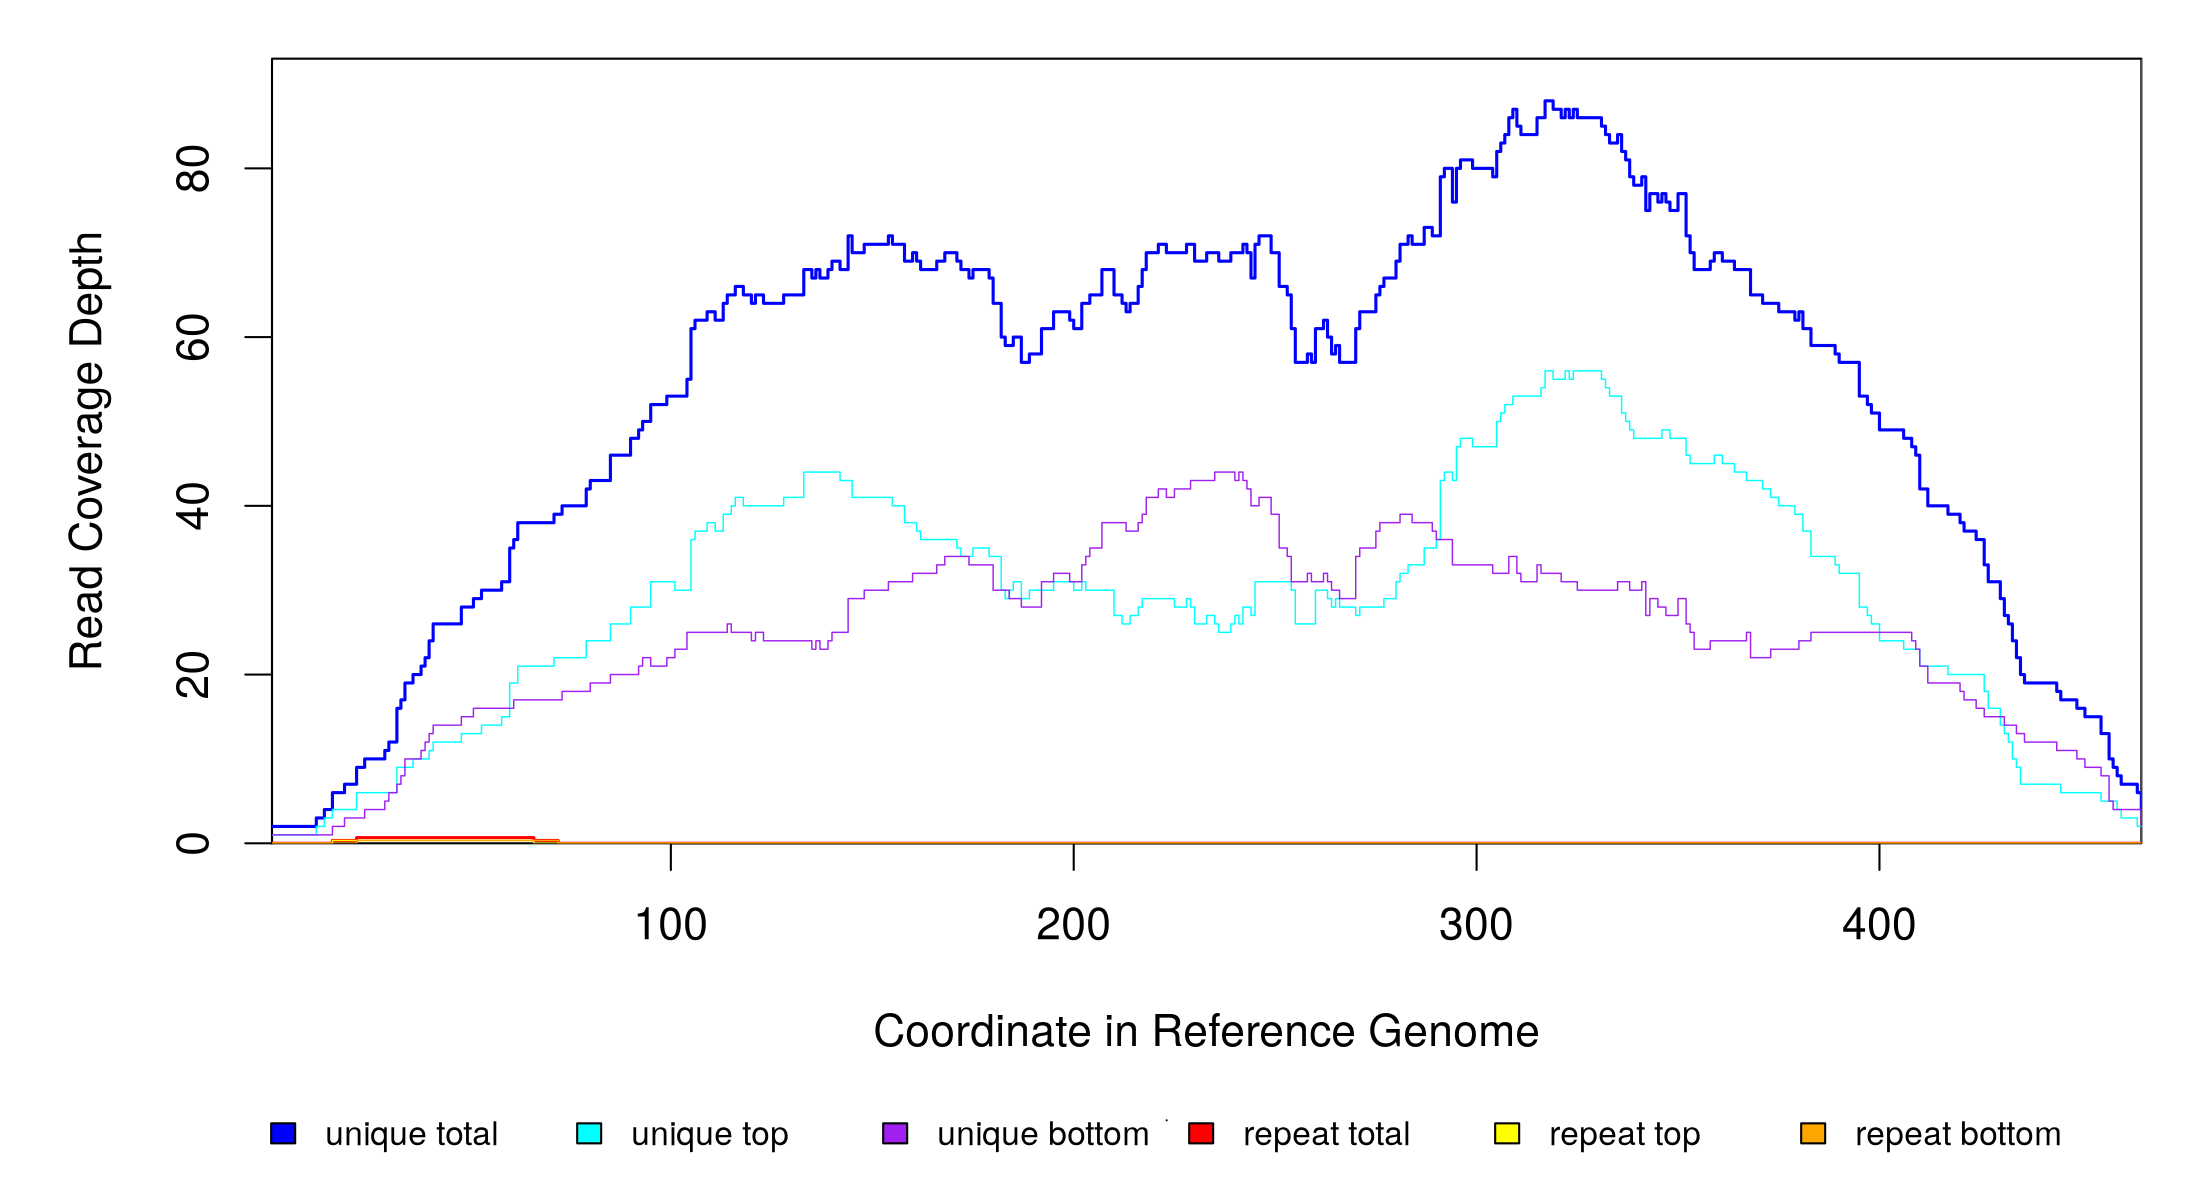 Read Coverage Depth
80
60
40
20
0
100 200 300 400
Coordinate in Reference Genome
unique total unique top unique bottom repeat total repeat top repeat bottom